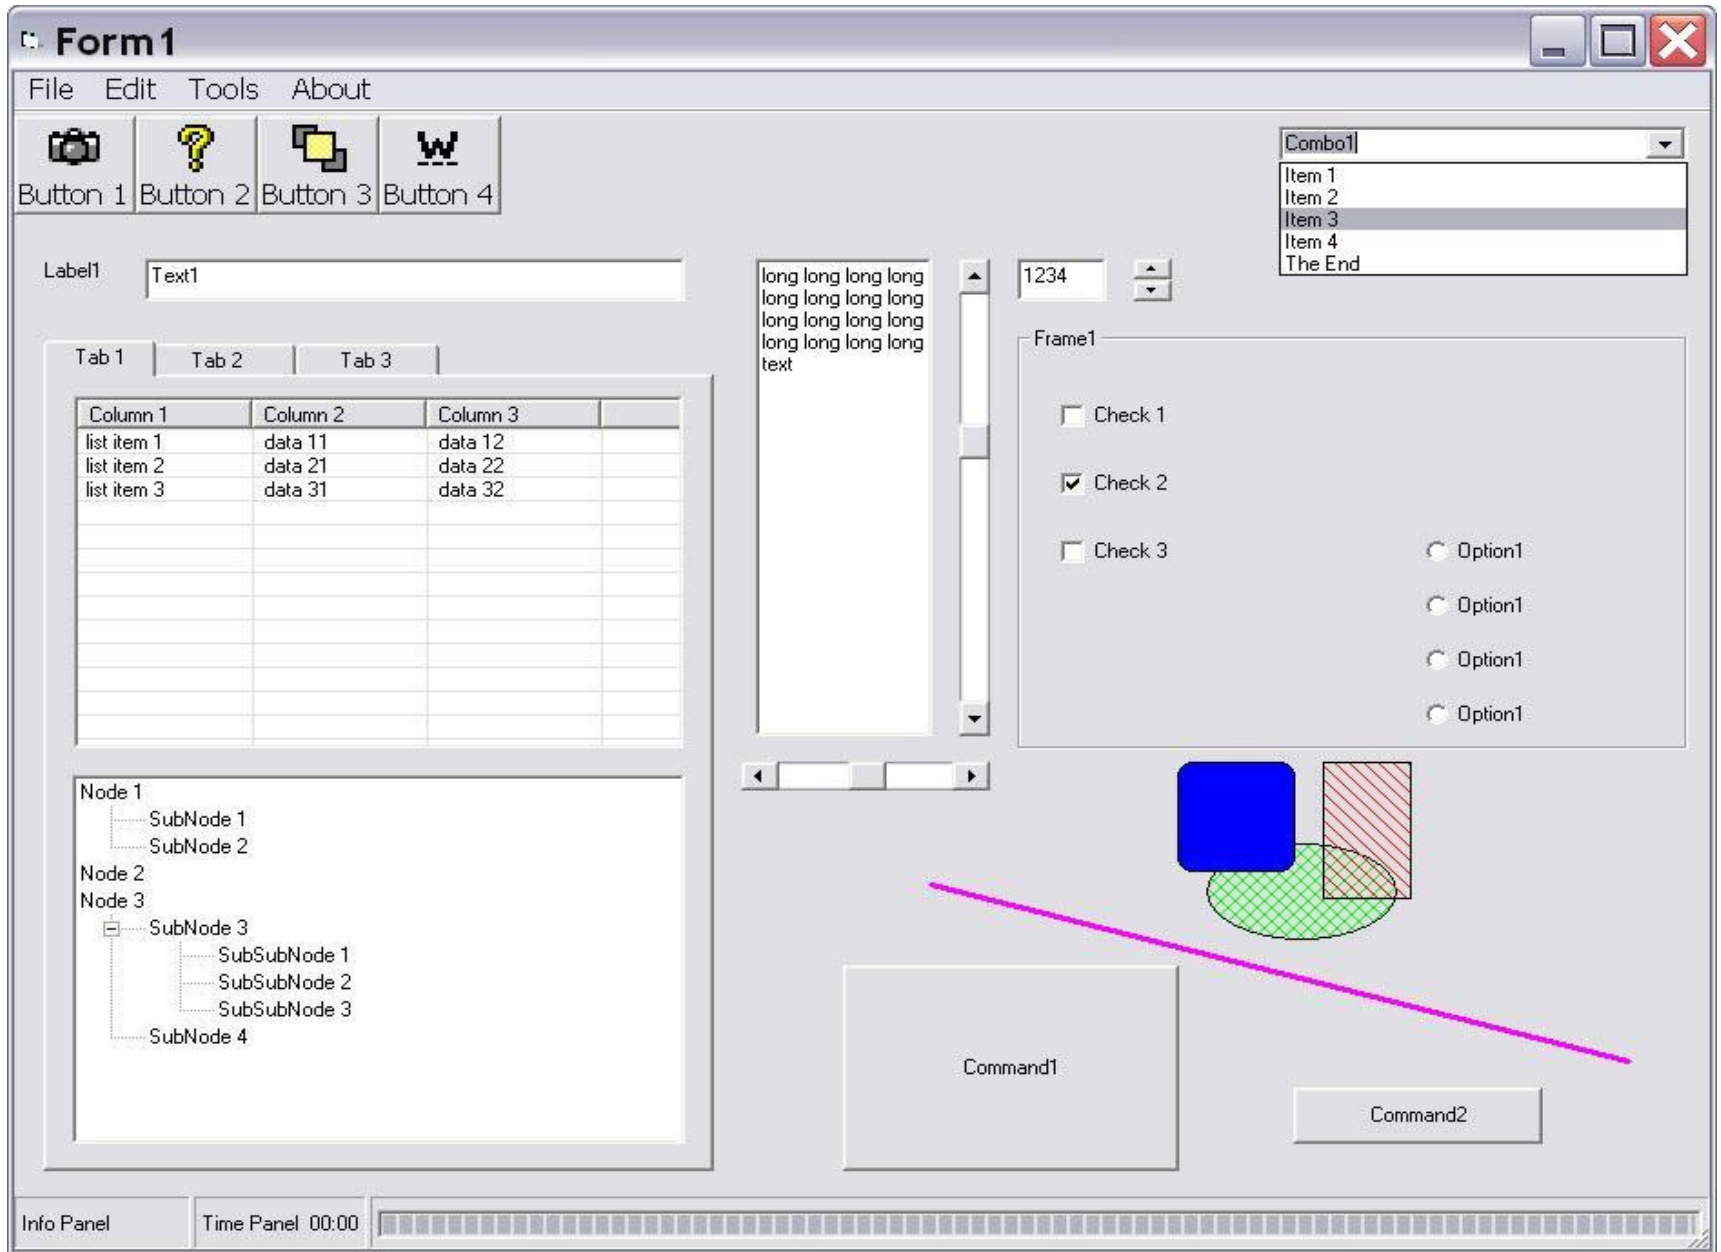 Form1
File Edit Tools About
Button 1 Button 2 Button 3 Button 4
Combo1
Item 1
Item 2
Item 3
Item 4
The End
Label1 Text1
long long long long
long long long long
long long long long
long long long long
text
1234
Tab 1 Tab 2 Tab 3
Column 1 Column 2 Column 3
list item 1 data 11 data 12
list item 2 data 21 data 22
list item 3 data 31 data 32
Frame1
Check 1
Check 2
Check 3
Option1
Option1
Option1
Option1
Node 1
SubNode 1
SubNode 2
Node 2
Node 3
SubNode 3
SubSubNode 1
SubSubNode 2
SubSubNode 3
SubNode 4
Command1
Command2
Info Panel Time Panel 00:00